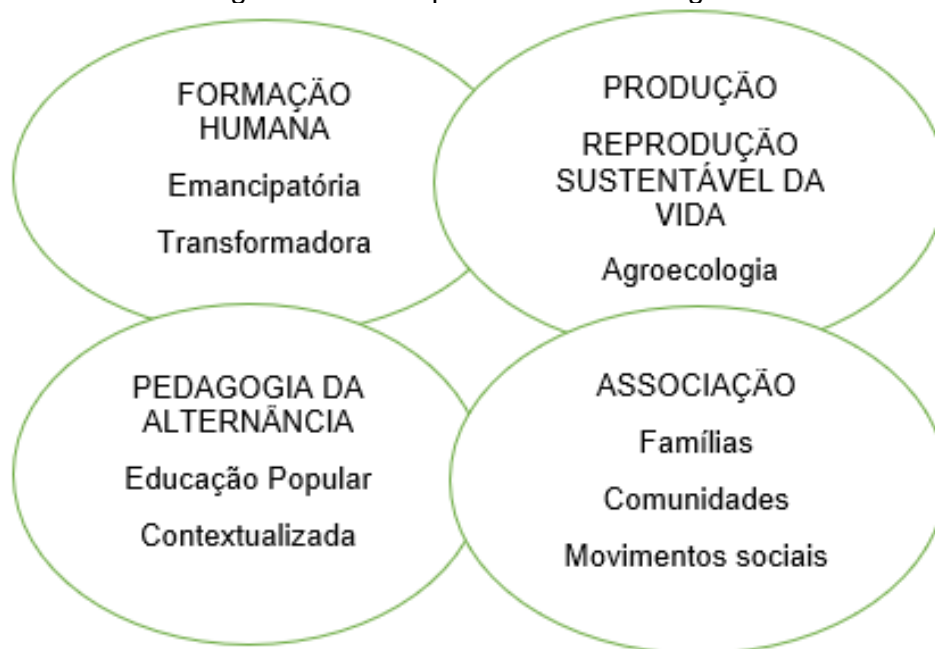 FORMAÇÃO
HUMANA
Emancipatória
Transformadora
PRODUÇÃO
REPRODUÇÃO
SUSTENTÁVEL DA
VIDA
Agroecologia
PEDAGOGIA DA
ALTERNÂNCIA
Educação Popular
Contextualizada
ASSOCIAÇÃO
Famílias
Comunidades
Movimentos sociais